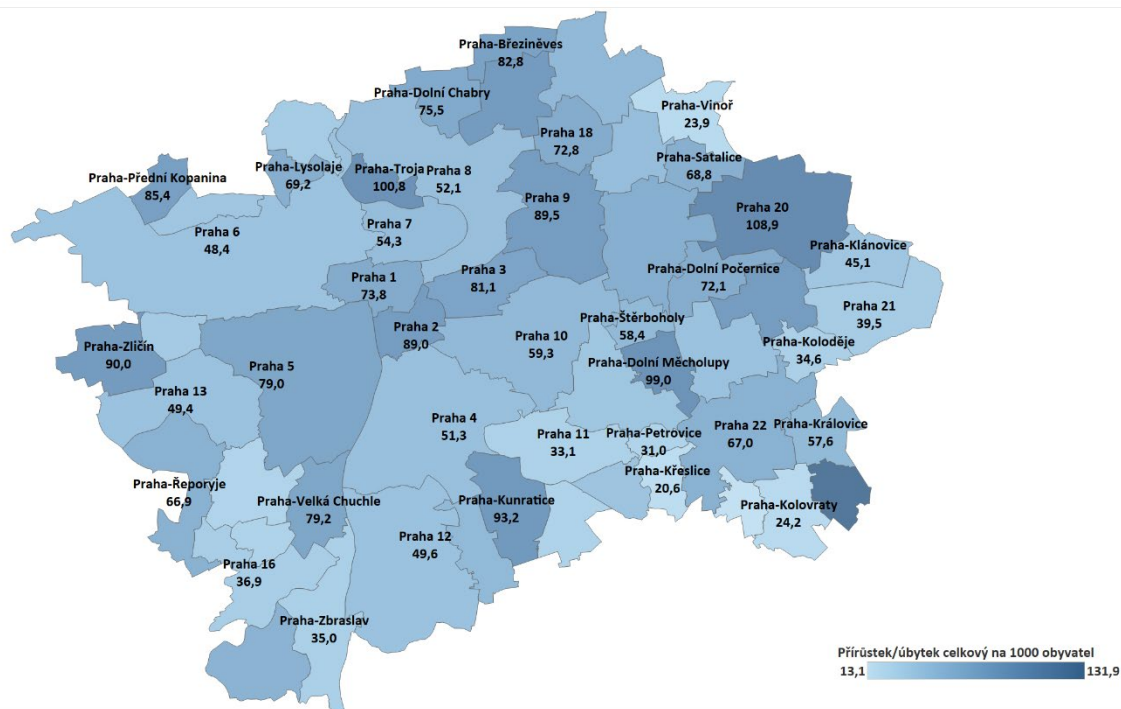 Praha-Březiněves
82,8
Praha-Dolní Chabry
75,5
Praha-Vinoř
23,9
Praha 18
72,8
Praha-Satalice
68,8
Praha-Lysolaje
69,2
Praha-Troja
100,8
Praha 8
52,1
Praha-Přední Kopanina
85,4
Praha 9
89,5
Praha 20
108,9
Praha 6
48,4
Praha 7
54,3
Praha-Klánovice
45,1
Praha 1
73,8
Praha 3
81,1
Praha-Dolní Počernice
72,1
Praha 21
39,5
Praha 2
89,0
Praha 10
59,3
Praha-Štěrboholy
58,4
Praha-Koloděje
34,6
Praha-Zličín
90,0
Praha 5
79,0
Praha-Dolní Měcholupy
99,0
Praha 13
49,4
Praha 4
51,3
Praha 11
33,1
Praha-Petrovice
31,0
Praha 22
67,0
Praha-Královice
57,6
Praha-Křeslice
20,6
Praha-Řeporyje
66,9
Praha-Velká Chuchle
79,2
Praha-Kunratice
93,2
Praha-Kolovraty
24,2
Praha 12
49,6
Praha 16
36,9
Praha-Zbraslav
35,0
Přírůstek/úbytek celkový na 1000 obyvatel
13,1 131,9